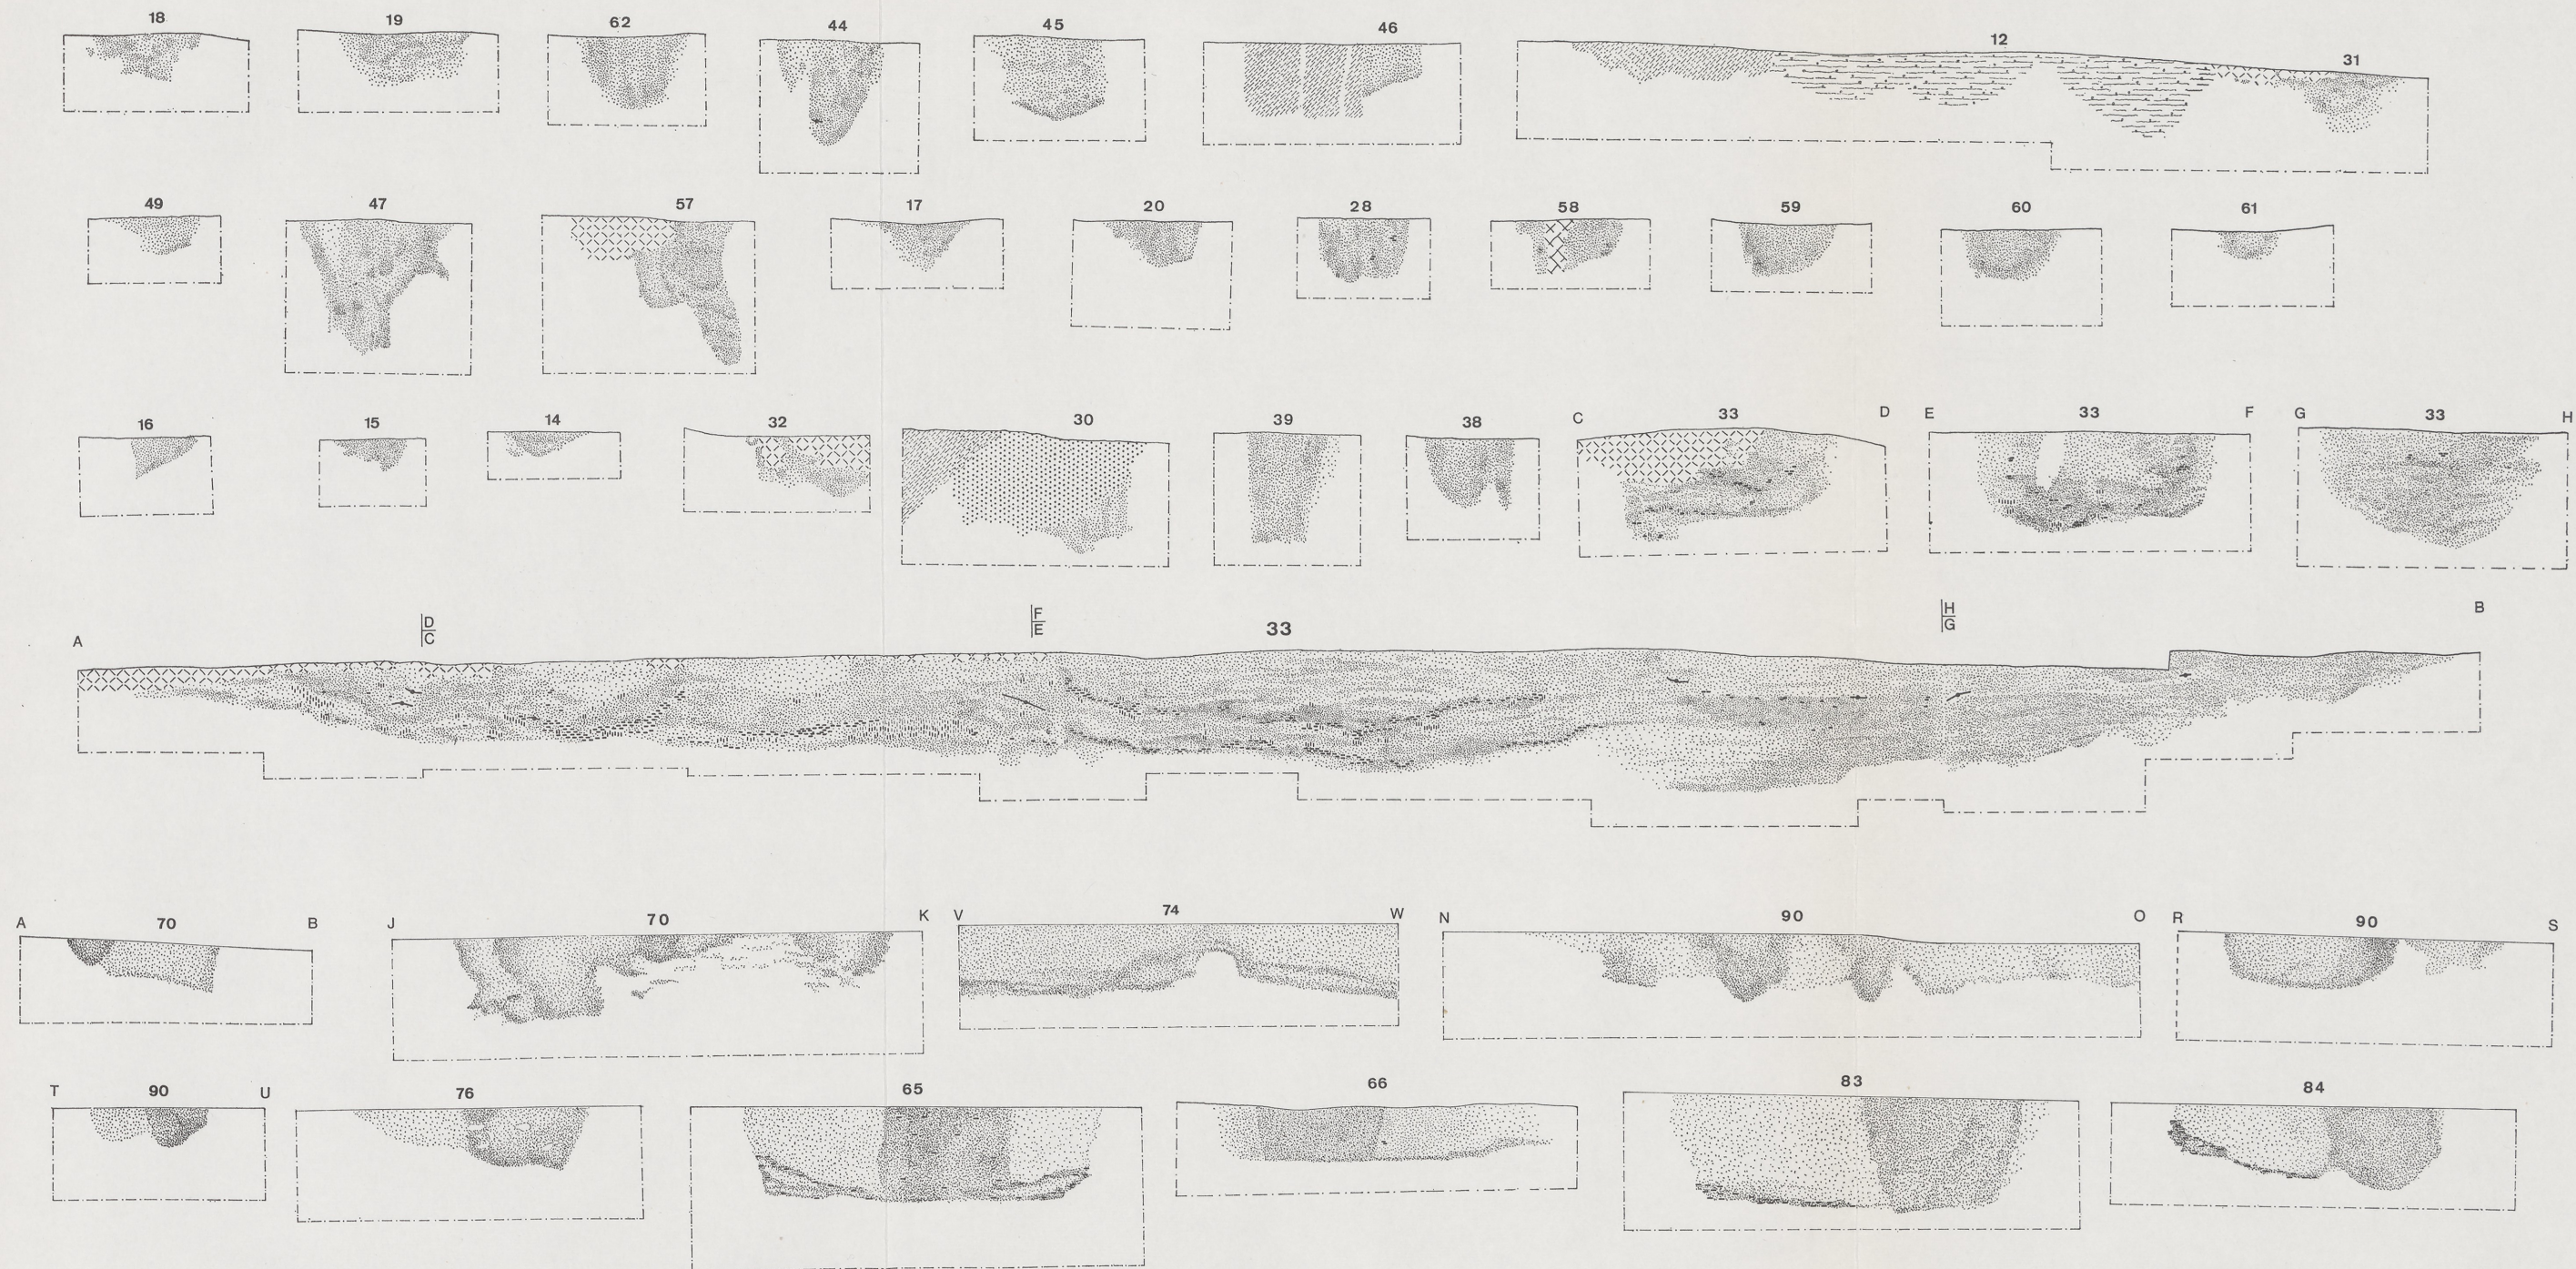 18 19 62 44 45 46 12 31
49 47 57 17 20 28 58 59 60 61
16 15 14 32 30 39 38 C 33 D E 33 F G 33 H
A D/C F/E 33 H/G B
A 70 B J 70 K V 74 W N 90 O R 90 S
T 90 U 76 65 66 83 84